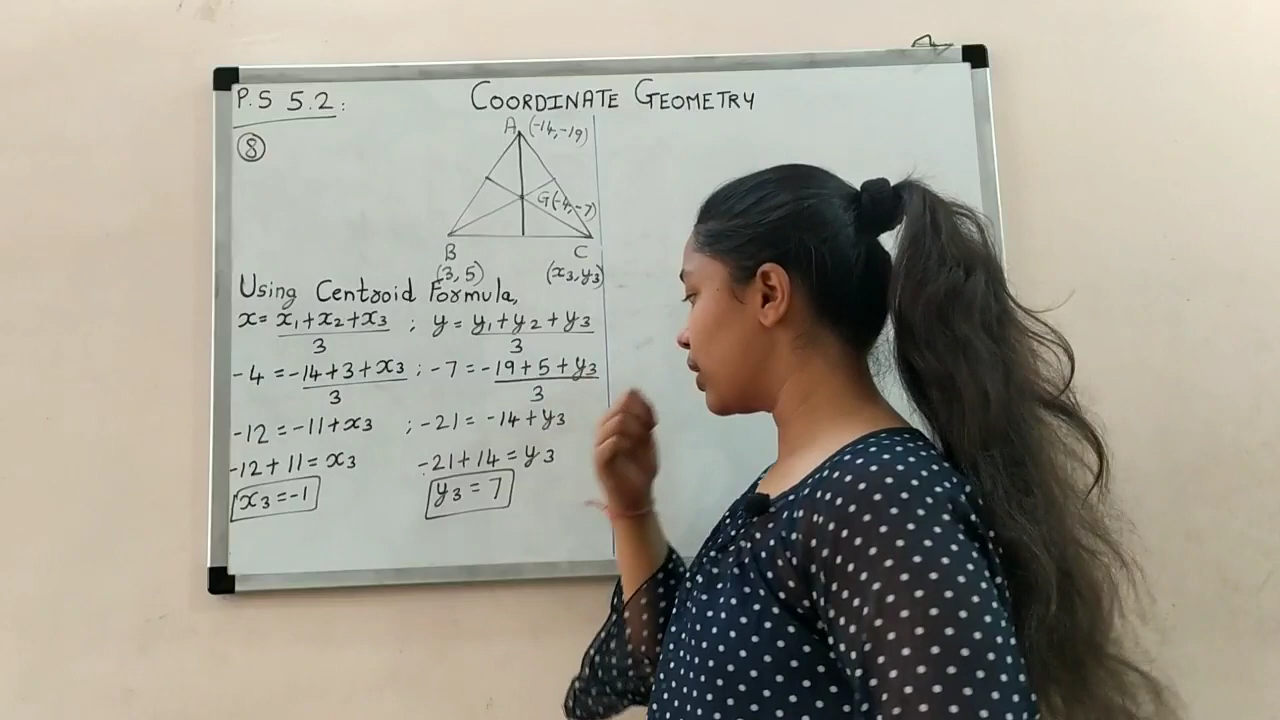 P.S 5.2:
COORDINATE GEOMETRY
8
A (-14,-19)
G(-4,-7)
B
C
(3,5)
(x3,y3)
Using Centroid Formula,
x = x1+x2+x3 / 3 ; y = y1+y2+y3 / 3
-4 = -14+3+x3 / 3 ; -7 = -19+5+y3 / 3
-12 = -11+x3 ; -21 = -14+y3
-12+11 = x3 -21+14 = y3
x3 = -1 y3 = 7